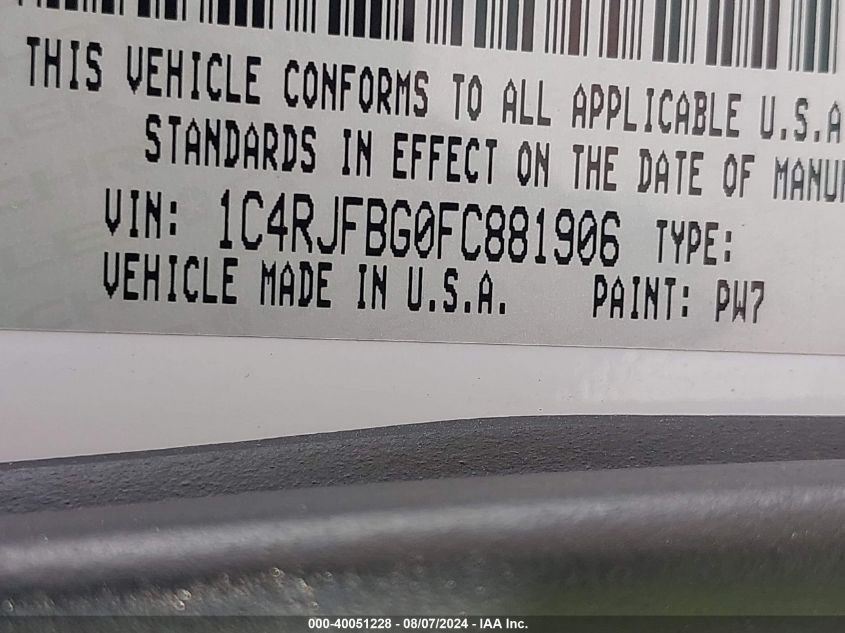 THIS VEHICLE CONFORMS TO ALL APPLICABLE U.S.A
STANDARDS IN EFFECT ON THE DATE OF MANU
VIN: 1C4RJFBG0FC881906 TYPE:
VEHICLE MADE IN U.S.A. PAINT: PW7
000-40051228 - 08/07/2024 - IAA Inc.